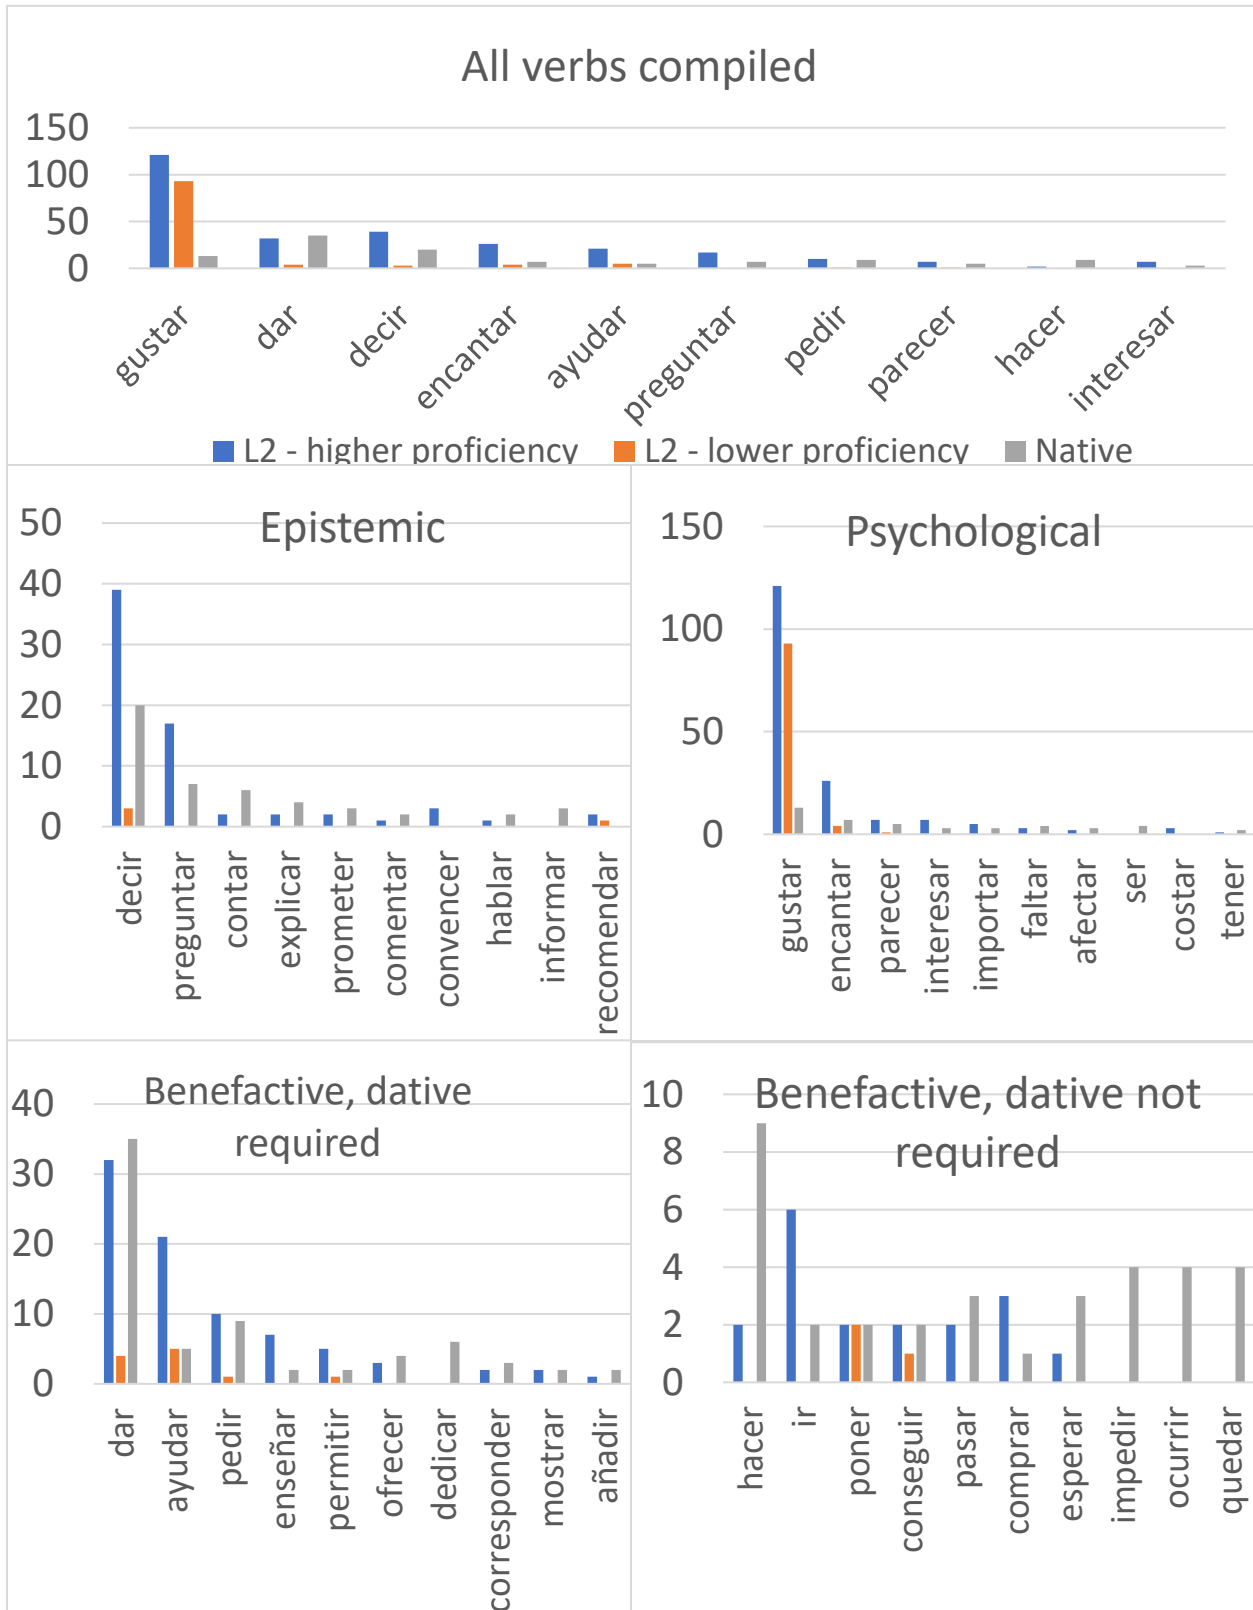 All verbs compiled
150
100
50
0
gustar
dar
decir
encantar
ayudar
preguntar
pedir
parecer
hacer
interesar
L2 - higher proficiency L2 - lower proficiency Native
Epistemic
50
40
30
20
10
0
decir
preguntar
contar
explicar
prometer
comentar
convencer
hablar
informar
recomendar
Psychological
150
100
50
0
gustar
encantar
parecer
interesar
importar
faltar
afectar
ser
costar
tener
Benefactive, dative
required
40
30
20
10
0
dar
ayudar
pedir
enseñar
permitir
ofrecer
dedicar
corresponder
mostrar
añadir
Benefactive, dative not
required
10
8
6
4
2
0
hacer
ir
poner
conseguir
pasar
comprar
esperar
impedir
ocurrir
quedar